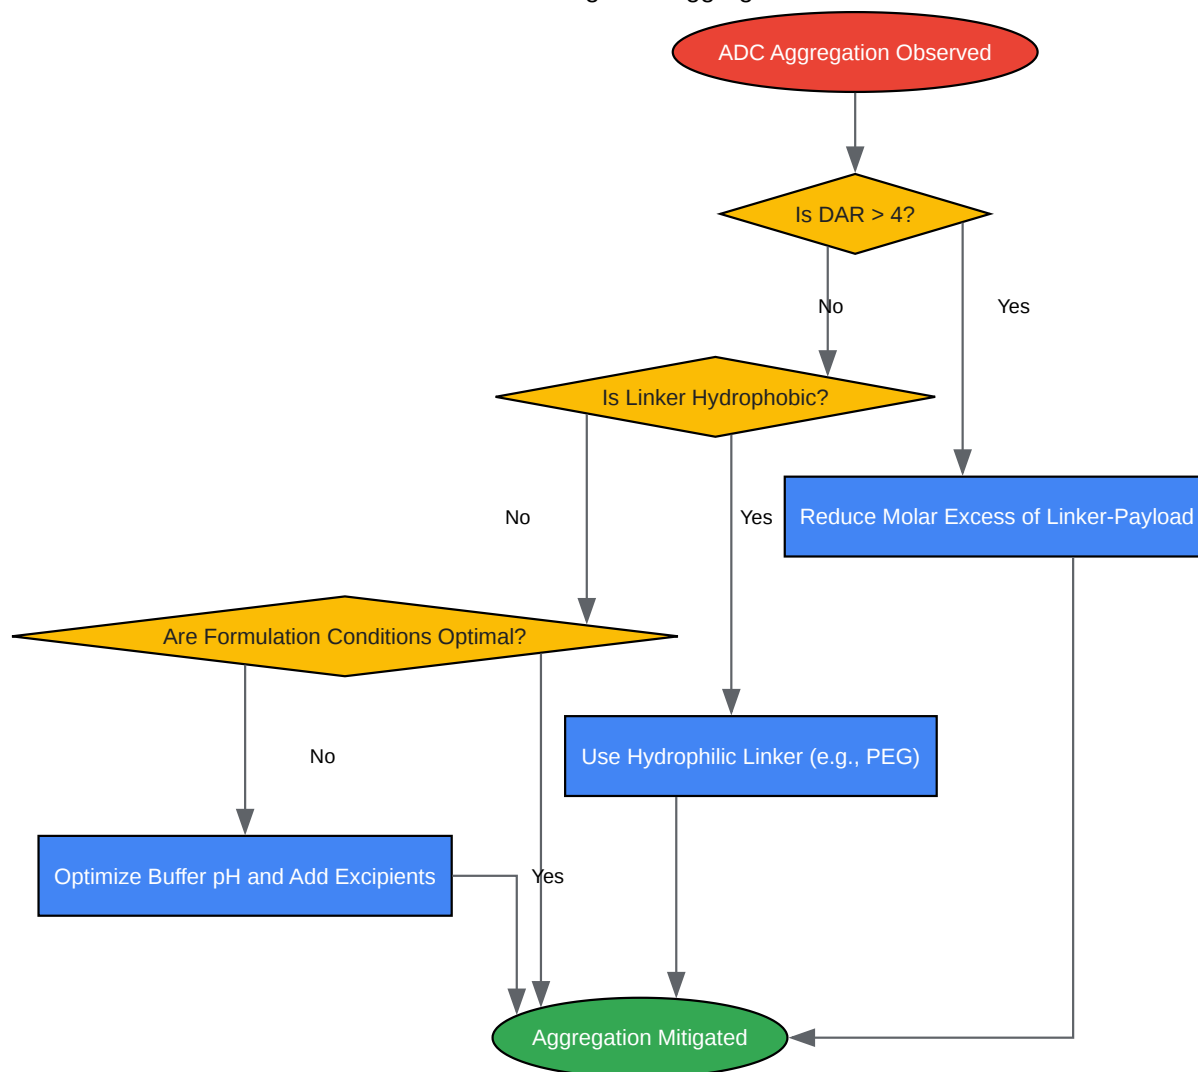 ADC Aggregation Observed
Is DAR > 4?
No
Yes
Is Linker Hydrophobic?
No
Yes
Reduce Molar Excess of Linker-Payload
Are Formulation Conditions Optimal?
No
Use Hydrophilic Linker (e.g., PEG)
Optimize Buffer pH and Add Excipients
Yes
Aggregation Mitigated